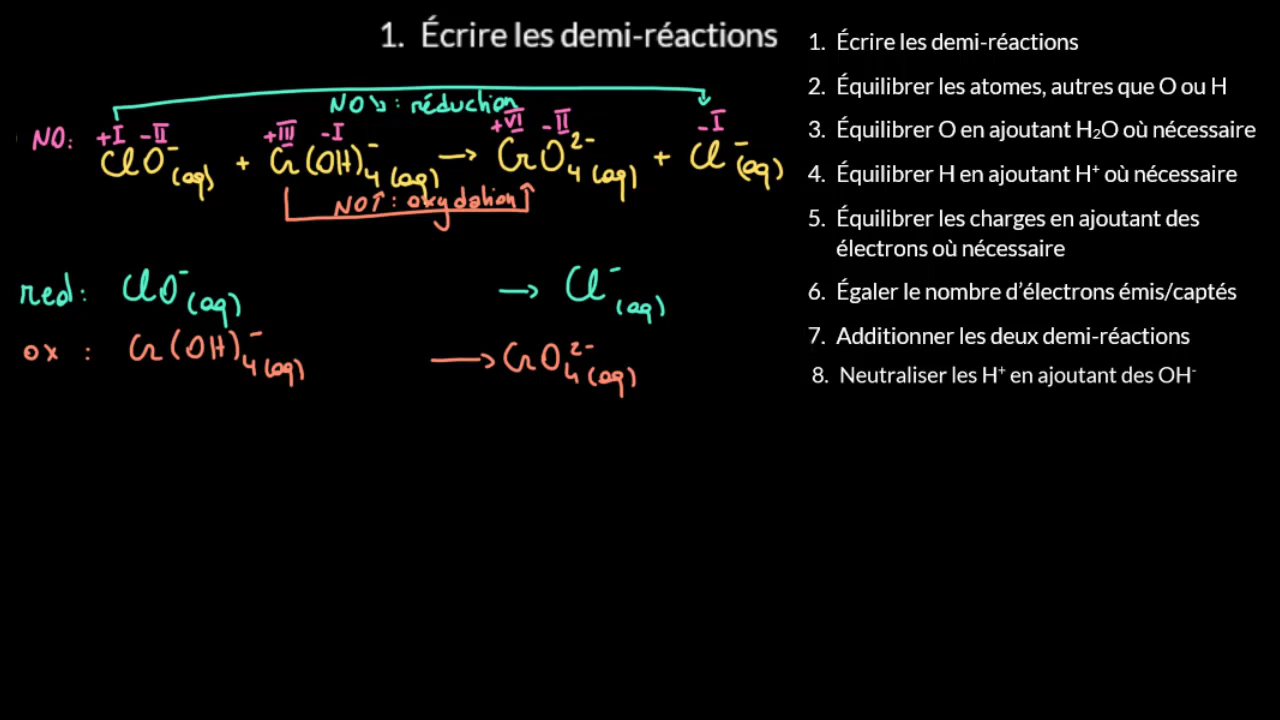 1. Écrire les demi-réactions
NO↘ : réduction
NO: +I -II +III -I +VI -II -I
ClO⁻(aq) + Cr(OH)₄⁻(aq) → CrO₄²⁻(aq) + Cl⁻(aq)
NO↑ : oxydation
red: ClO⁻(aq) → Cl⁻(aq)
ox : Cr(OH)₄⁻(aq) → CrO₄²⁻(aq)
1. Écrire les demi-réactions
2. Équilibrer les atomes, autres que O ou H
3. Équilibrer O en ajoutant H₂O où nécessaire
4. Équilibrer H en ajoutant H⁺ où nécessaire
5. Équilibrer les charges en ajoutant des
électrons où nécessaire
6. Égaler le nombre d’électrons émis/captés
7. Additionner les deux demi-réactions
8. Neutraliser les H⁺ en ajoutant des OH⁻